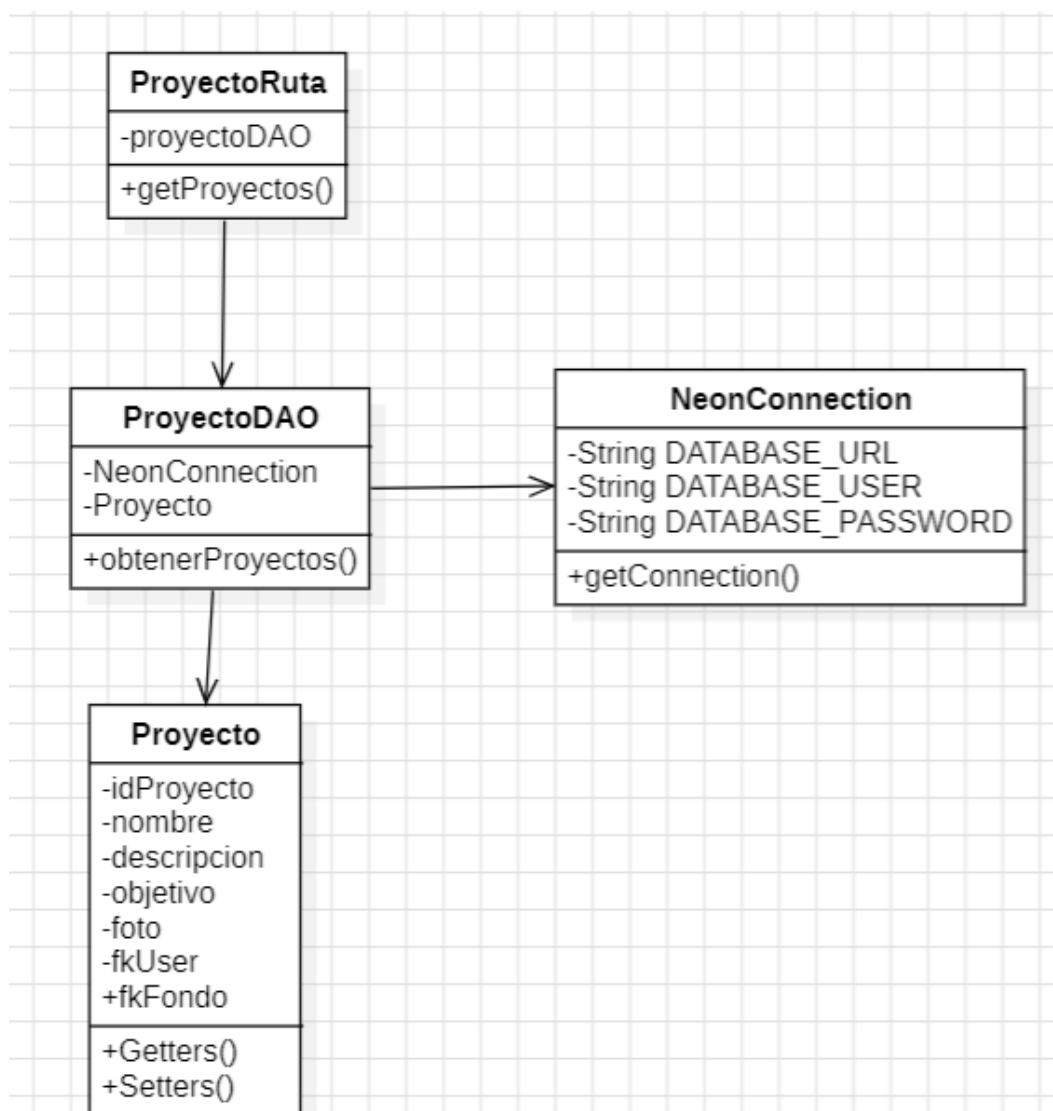 ProyectoRuta
-proyectoDAO
+getProyectos()
ProyectoDAO
-NeonConnection
-Proyecto
+obtenerProyectos()
NeonConnection
-String DATABASE_URL
-String DATABASE_USER
-String DATABASE_PASSWORD
+getConnection()
Proyecto
-idProyecto
-nombre
-descripcion
-objetivo
-foto
-fkUser
+fkFondo
+Getters()
+Setters()